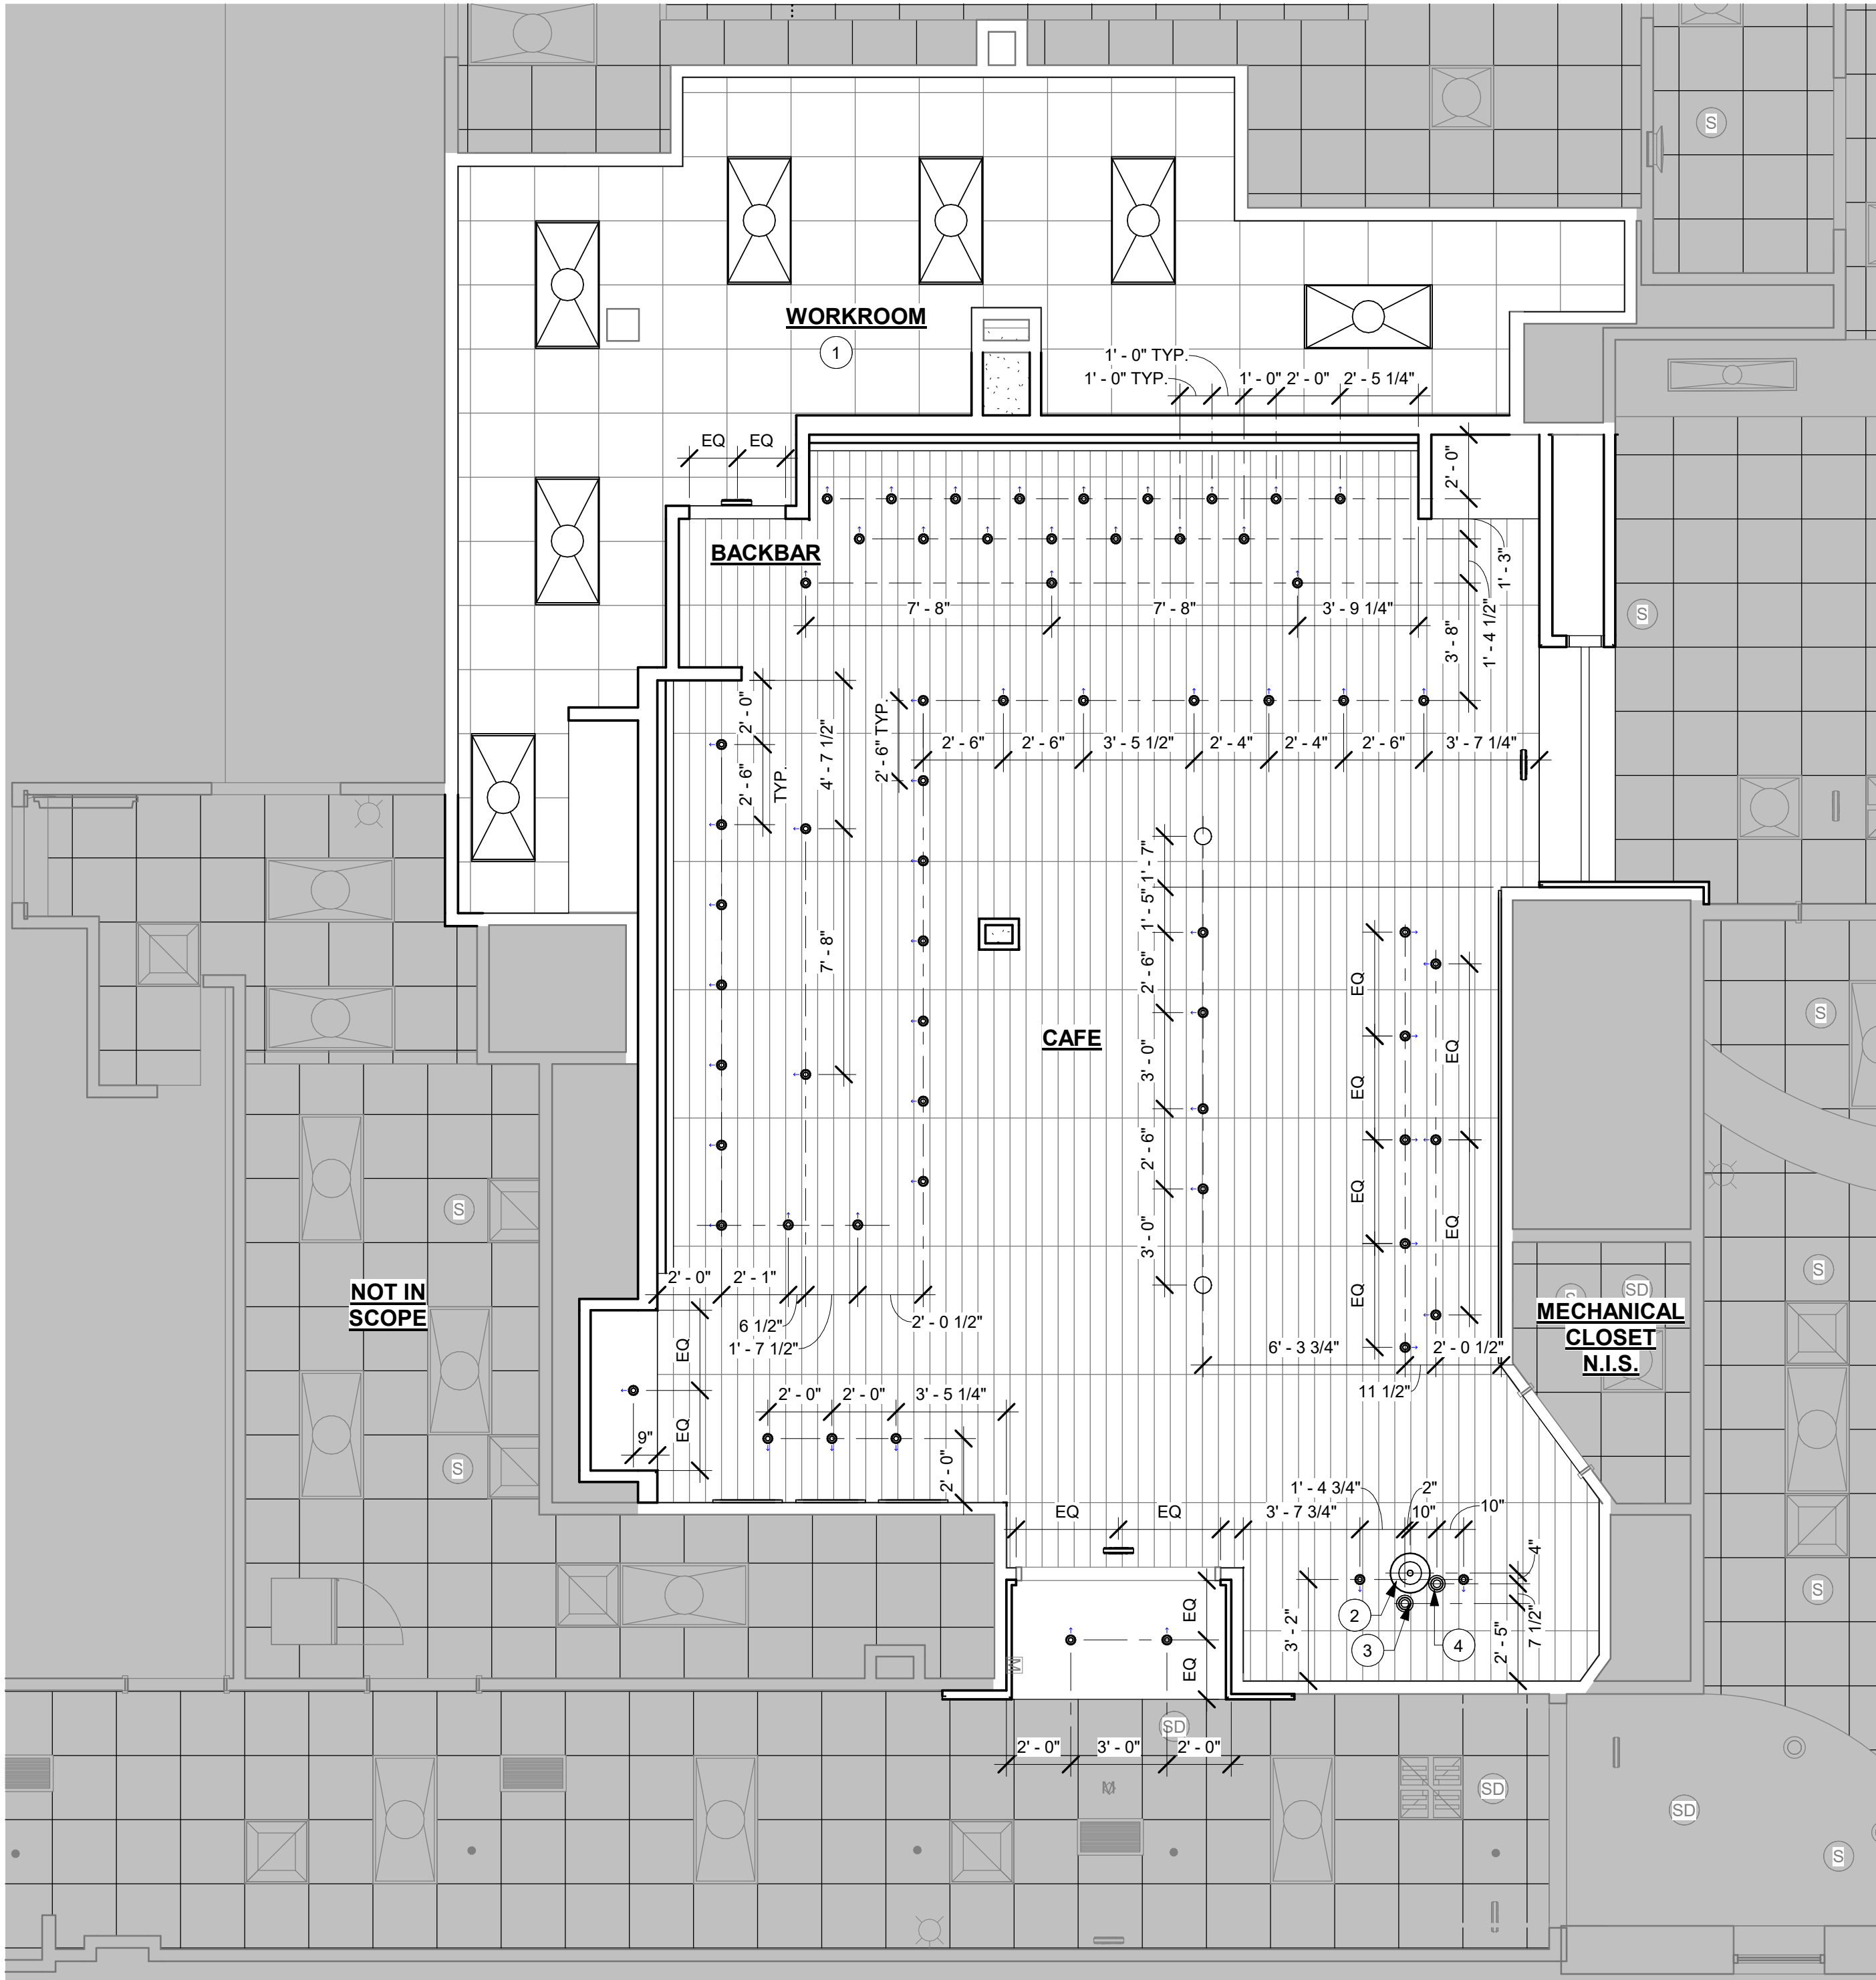 S
WORKROOM
1
1' - 0" TYP.
1' - 0" TYP.
1' - 0"
2' - 0"
2' - 5 1/4"
EQ
EQ
2' - 0"
BACKBAR
1' - 3"
1' - 4 1/2"
3' - 8"
7' - 8"
7' - 8"
3' - 9 1/4"
S
2' - 0"
2' - 6"
TYP.
4' - 7 1/2"
2' - 6" TYP.
2' - 6"
2' - 6"
3' - 5 1/2"
2' - 4"
2' - 4"
2' - 6"
3' - 7 1/4"
1' - 7"
1' - 5"
7' - 8"
2' - 6"
EQ
S
CAFE
3' - 0"
EQ
EQ
2' - 6"
EQ
EQ
S
3' - 0"
EQ
S
2' - 0"
2' - 1"
6 1/2"
1' - 7 1/2"
2' - 0 1/2"
NOT IN
SCOPE
S
SD
MECHANICAL
CLOSET
N.I.S.
EQ
6' - 3 3/4"
2' - 0 1/2"
11 1/2"
2' - 0"
2' - 0"
3' - 5 1/4"
9"
EQ
S
2' - 0"
1' - 4 3/4"
2"
3' - 7 3/4"
10"
10"
EQ
EQ
4"
S
2
3
4
3' - 2"
7 1/2"
2' - 5"
EQ
EQ
M
SD
2' - 0"
3' - 0"
2' - 0"
M
SD
SD
S